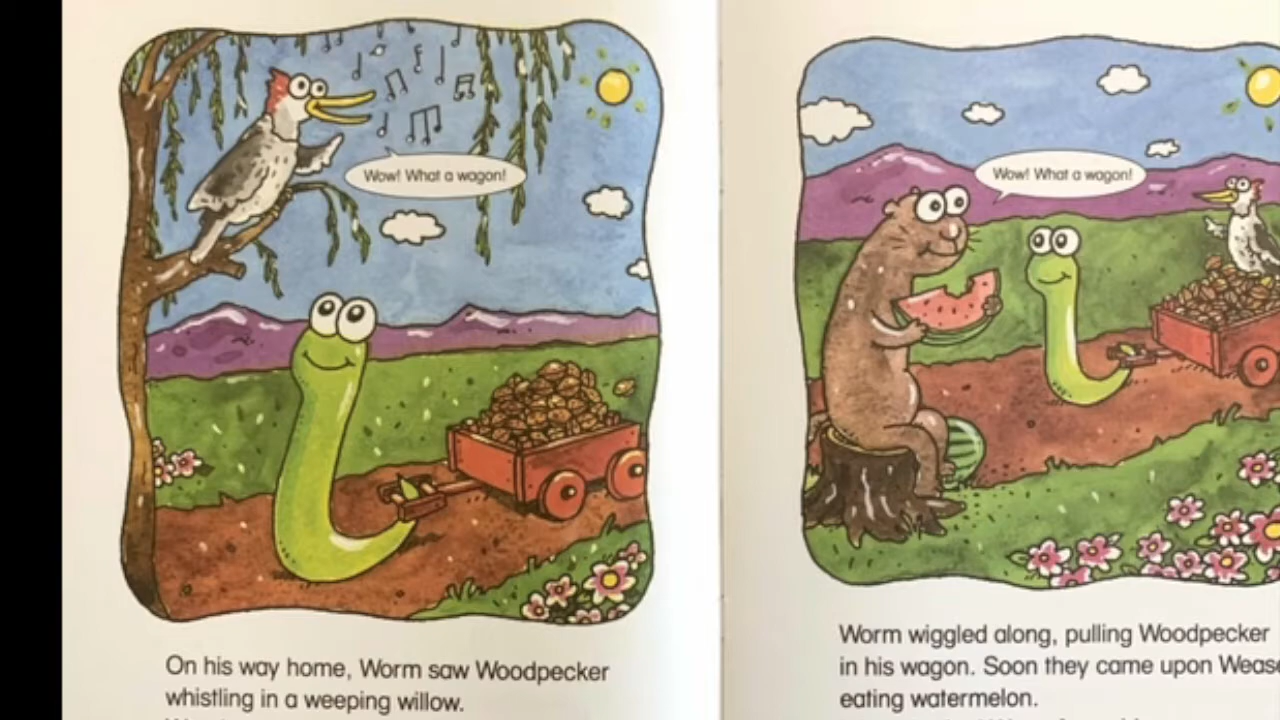 Wow! What a wagon!
On his way home, Worm saw Woodpecker
whistling in a weeping willow.
Wow! What a wagon!
Worm wiggled along, pulling Woodpecker
in his wagon. Soon they came upon
eating watermelon.